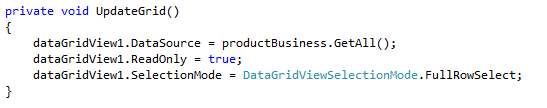 private void UpdateGrid()
{
    dataGridView1.DataSource = productBusiness.GetAll();
    dataGridView1.ReadOnly = true;
    dataGridView1.SelectionMode = DataGridViewSelectionMode.FullRowSelect;
}